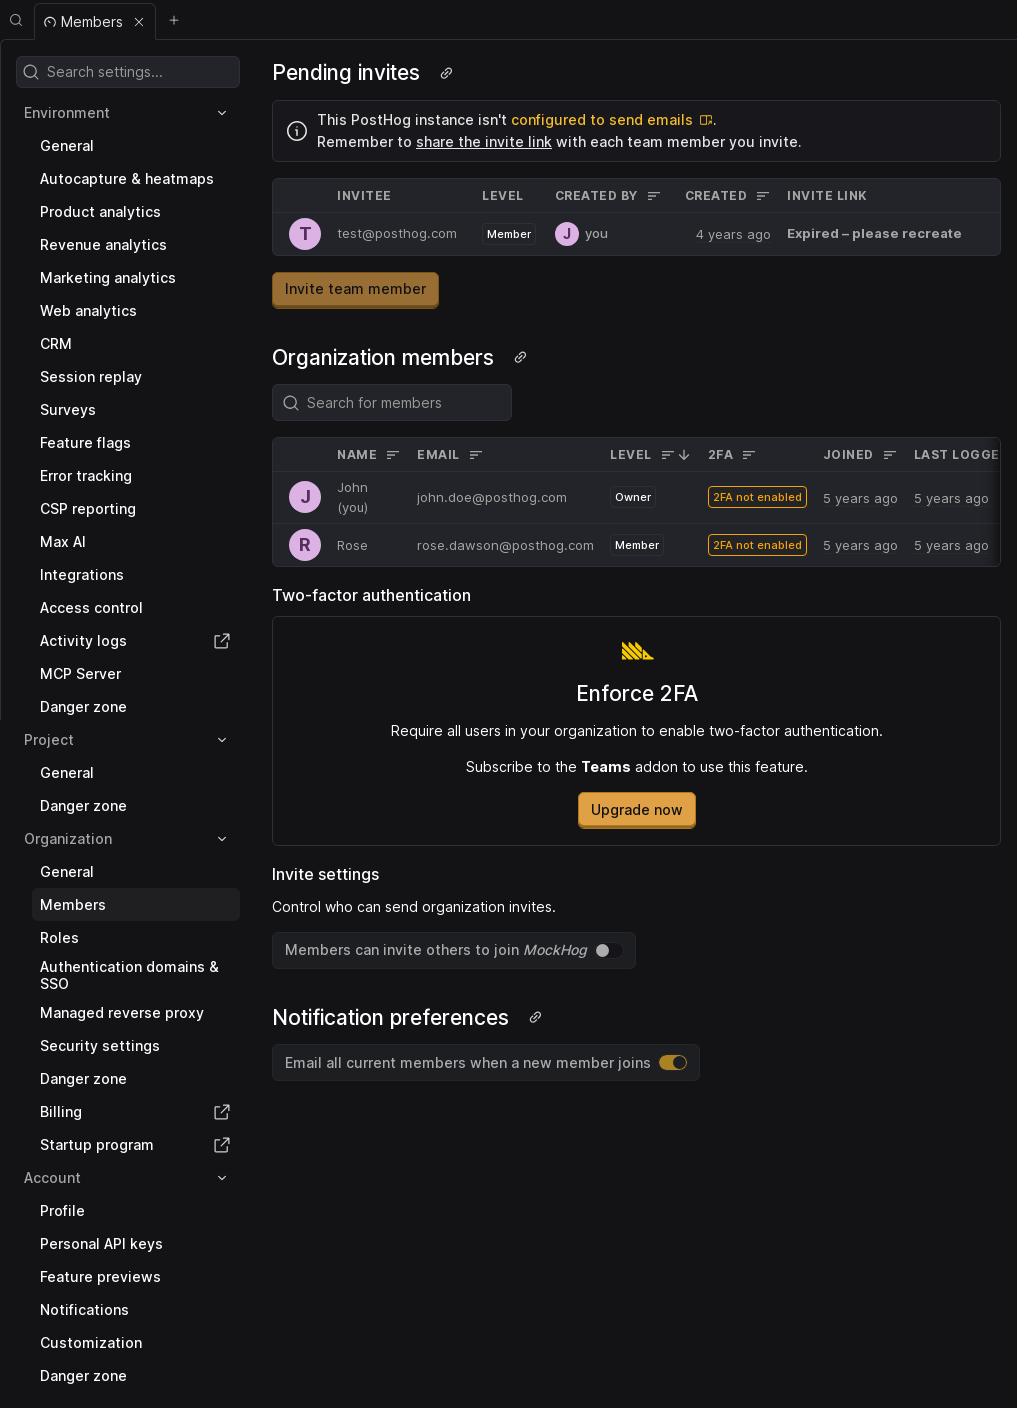 Members
Search settings...
Environment
General
Autocapture & heatmaps
Product analytics
Revenue analytics
Marketing analytics
Web analytics
CRM
Session replay
Surveys
Feature flags
Error tracking
CSP reporting
Max AI
Integrations
Access control
Activity logs
MCP Server
Danger zone
Project
General
Danger zone
Organization
General
Members
Roles
Authentication domains &
SSO
Managed reverse proxy
Security settings
Danger zone
Billing
Startup program
Account
Profile
Personal API keys
Feature previews
Notifications
Customization
Danger zone
Pending invites
This PostHog instance isn't configured to send emails.
Remember to share the invite link with each team member you invite.
INVITEE LEVEL CREATED BY CREATED INVITE LINK
T test@posthog.com Member J you 4 years ago Expired – please recreate
Invite team member
Organization members
Search for members
NAME EMAIL LEVEL 2FA JOINED LAST LOGGE
J John (you) john.doe@posthog.com Owner 2FA not enabled 5 years ago 5 years ago
R Rose rose.dawson@posthog.com Member 2FA not enabled 5 years ago 5 years ago
Two-factor authentication
Enforce 2FA
Require all users in your organization to enable two-factor authentication.
Subscribe to the Teams addon to use this feature.
Upgrade now
Invite settings
Control who can send organization invites.
Members can invite others to join MockHog
Notification preferences
Email all current members when a new member joins